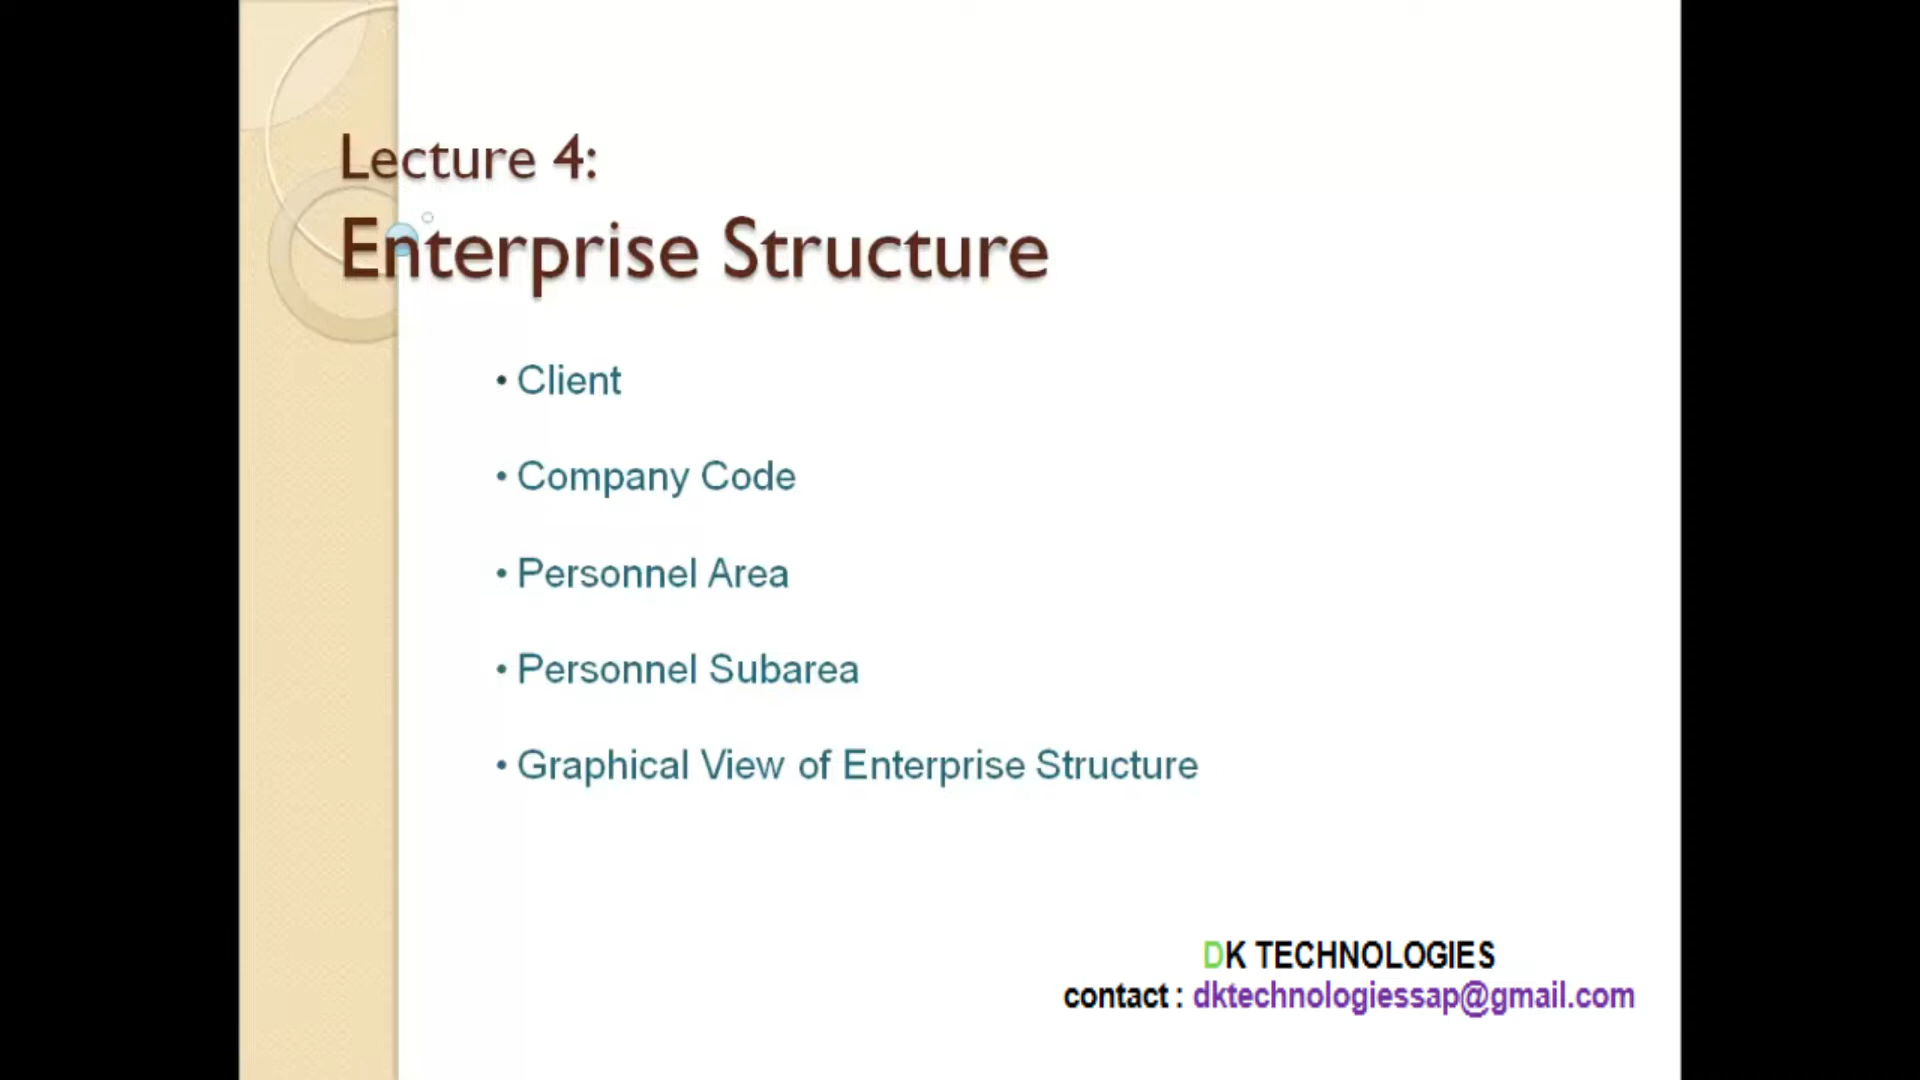 Lecture 4:
Enterprise Structure
• Client
• Company Code
• Personnel Area
• Personnel Subarea
• Graphical View of Enterprise Structure
DK TECHNOLOGIES
contact : dktechnologiessap@gmail.com